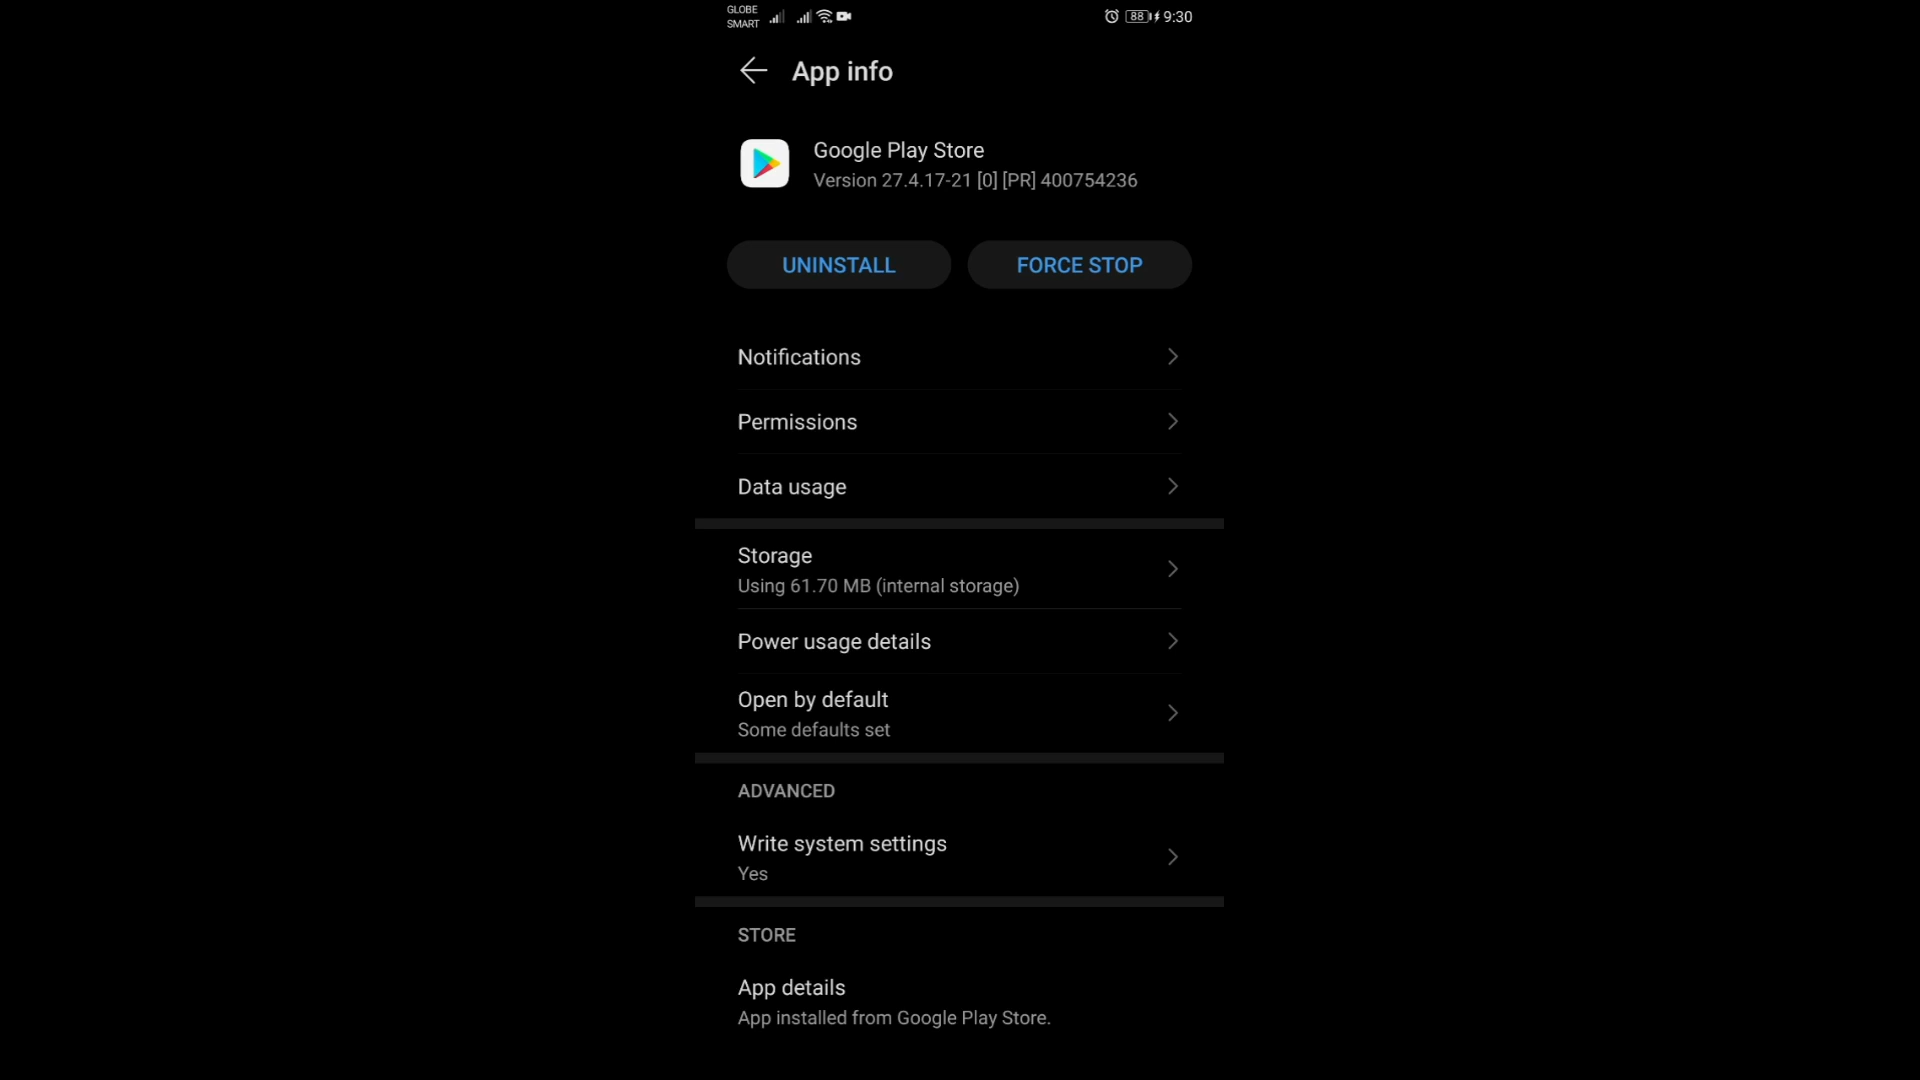 GLOBE
SMART
88 9:30
App info
Google Play Store
Version 27.4.17-21 [0] [PR] 400754236
UNINSTALL
FORCE STOP
Notifications
Permissions
Data usage
Storage
Using 61.70 MB (internal storage)
Power usage details
Open by default
Some defaults set
ADVANCED
Write system settings
Yes
STORE
App details
App installed from Google Play Store.